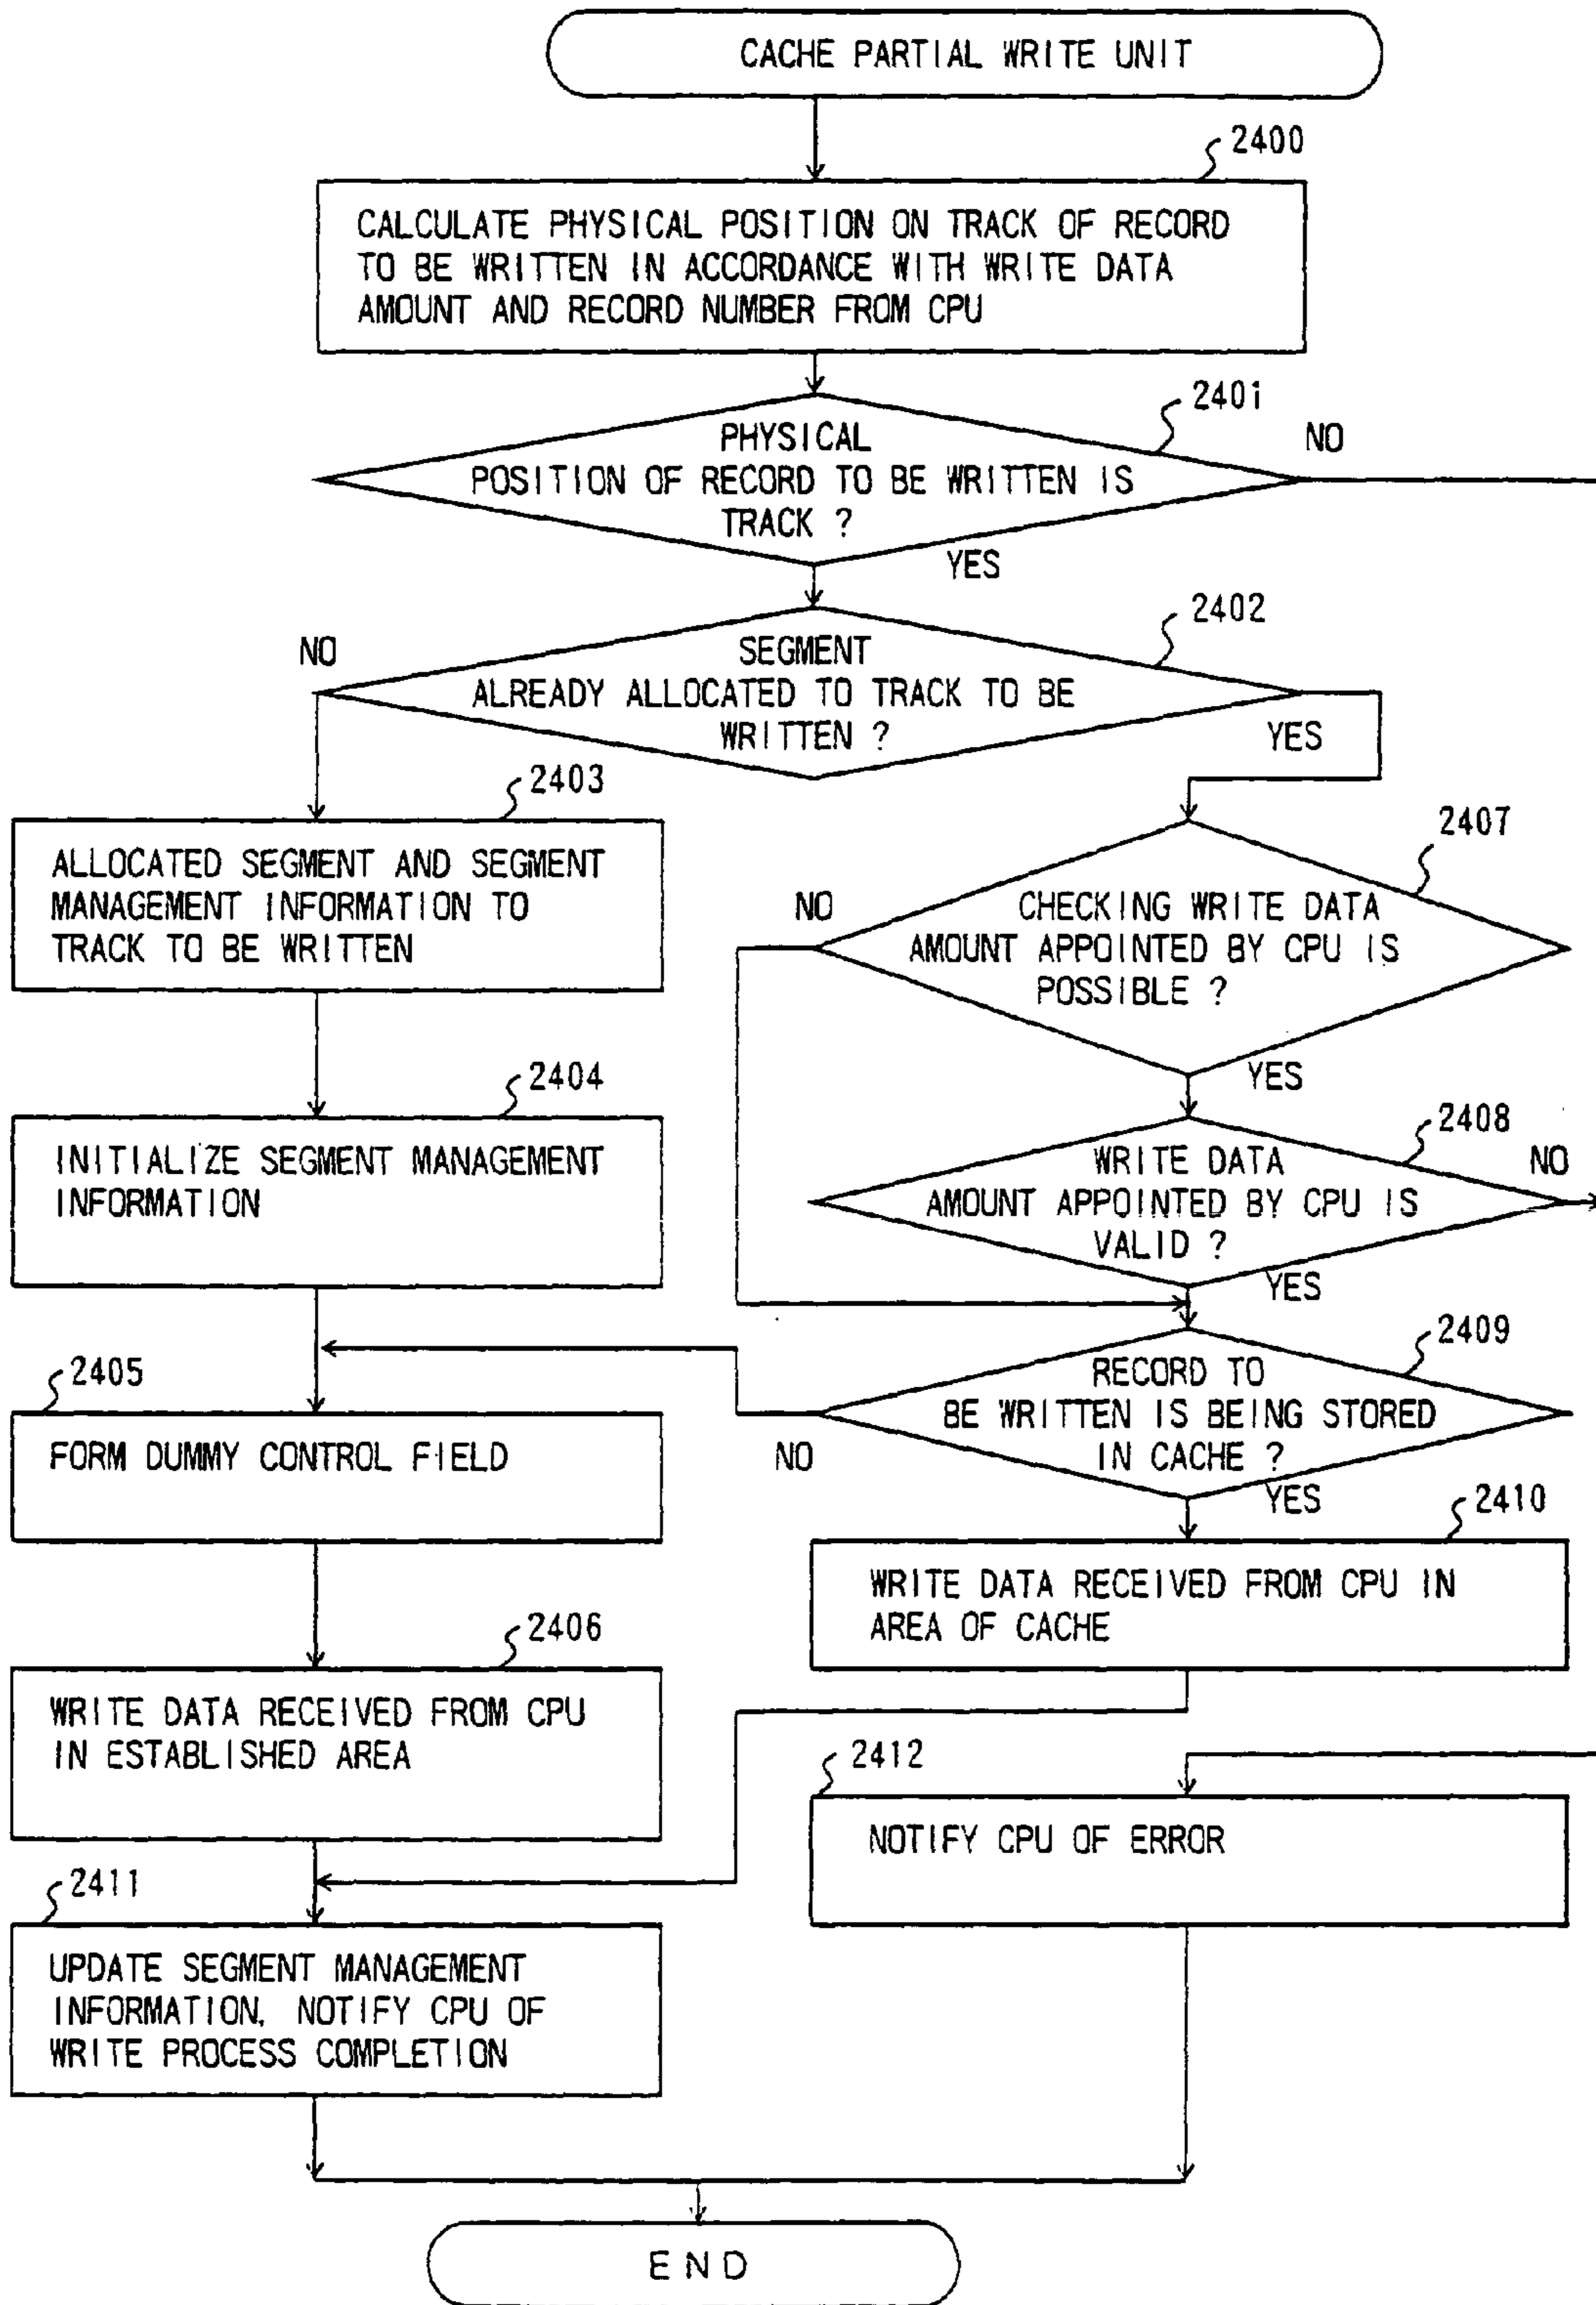 CACHE PARTIAL WRITE UNIT
2400
CALCULATE PHYSICAL POSITION ON TRACK OF RECORD
TO BE WRITTEN IN ACCORDANCE WITH WRITE DATA
AMOUNT AND RECORD NUMBER FROM CPU
2401
PHYSICAL
POSITION OF RECORD TO BE WRITTEN IS
TRACK ?
NO
YES
2402
SEGMENT
ALREADY ALLOCATED TO TRACK TO BE
WRITTEN ?
NO
YES
2403
ALLOCATED SEGMENT AND SEGMENT
MANAGEMENT INFORMATION TO
TRACK TO BE WRITTEN
2404
INITIALIZE SEGMENT MANAGEMENT
INFORMATION
2405
FORM DUMMY CONTROL FIELD
2406
WRITE DATA RECEIVED FROM CPU
IN ESTABLISHED AREA
2407
CHECKING WRITE DATA
AMOUNT APPOINTED BY CPU IS
POSSIBLE ?
NO
YES
2408
WRITE DATA
AMOUNT APPOINTED BY CPU IS
VALID ?
NO
YES
2409
RECORD TO
BE WRITTEN IS BEING STORED
IN CACHE ?
NO
YES
2410
WRITE DATA RECEIVED FROM CPU IN
AREA OF CACHE
2411
UPDATE SEGMENT MANAGEMENT
INFORMATION, NOTIFY CPU OF
WRITE PROCESS COMPLETION
2412
NOTIFY CPU OF ERROR
END